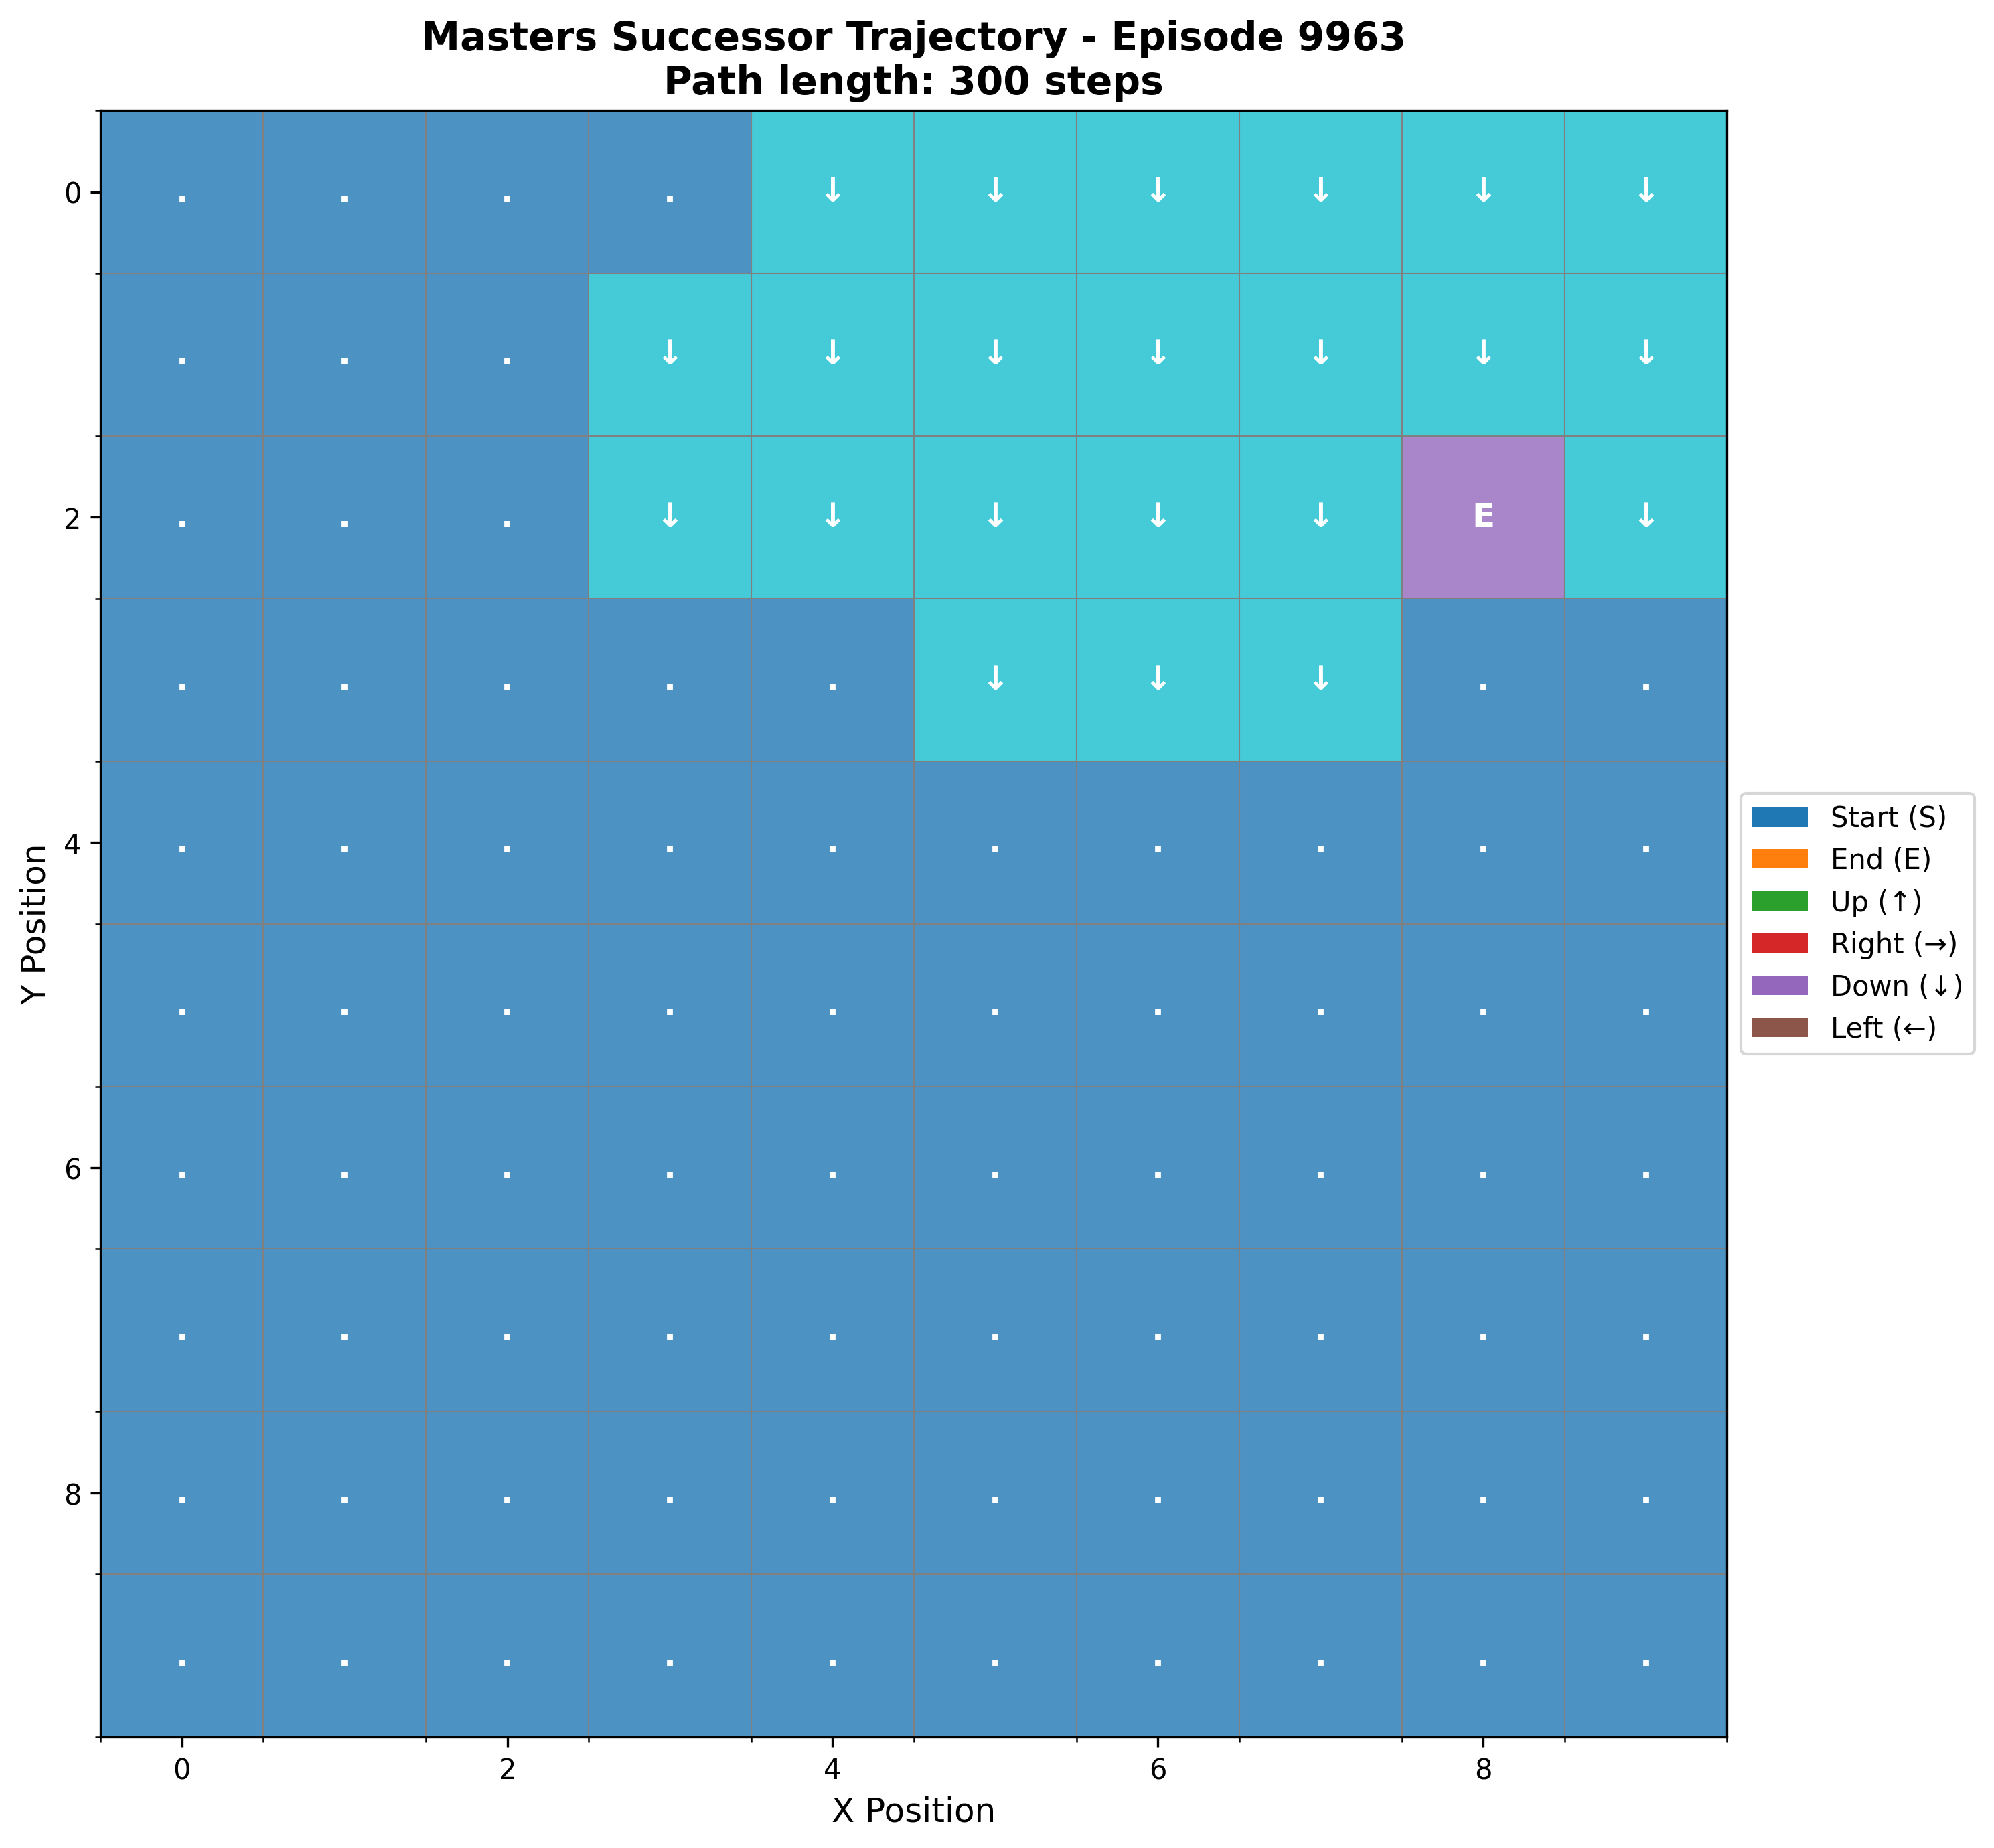 Masters Successor Trajectory - Episode 9963
Path length: 300 steps
0 . . . . ↓ ↓ ↓ ↓ ↓ ↓
. . . ↓ ↓ ↓ ↓ ↓ ↓ ↓
2 . . . ↓ ↓ ↓ ↓ ↓ E ↓
. . . . . ↓ ↓ ↓ . .
4 . . . . . . . . . .
. . . . . . . . . .
6 . . . . . . . . . .
. . . . . . . . . .
8 . . . . . . . . . .
. . . . . . . . . .
0 2 4 6 8
X Position
Y Position
Start (S)
End (E)
Up (↑)
Right (→)
Down (↓)
Left (←)